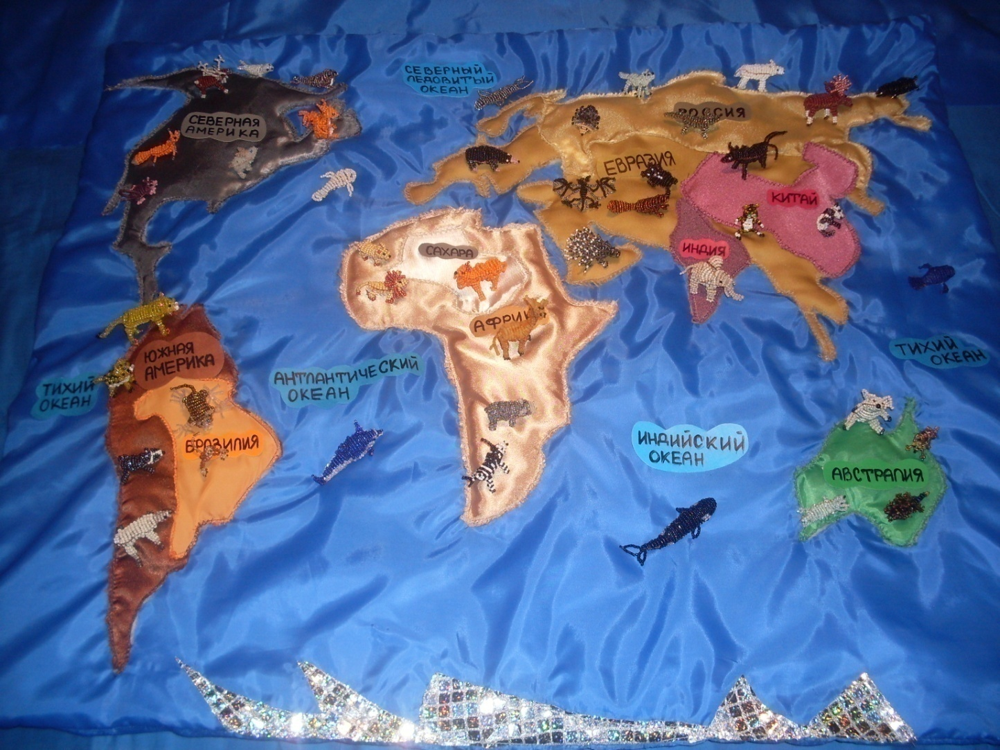 СЕВЕРНЫЙ
ЛЕДОВИТЫЙ
ОКЕАН
СЕВЕРНАЯ
АМЕРИКА
РОССИЯ
ЕВРАЗИЯ
КИТАЙ
ИНДИЯ
САХАРА
АФРИК
ЮЖНАЯ
АМЕРИКА
ТИХИЙ
ОКЕАН
АНТЛАНТИЧЕСКИЙ
ОКЕАН
ТИХИЙ
ОКЕАН
БРАЗИЛИЯ
ИНДИЙСКИЙ
ОКЕАН
АВСТРАЛИЯ